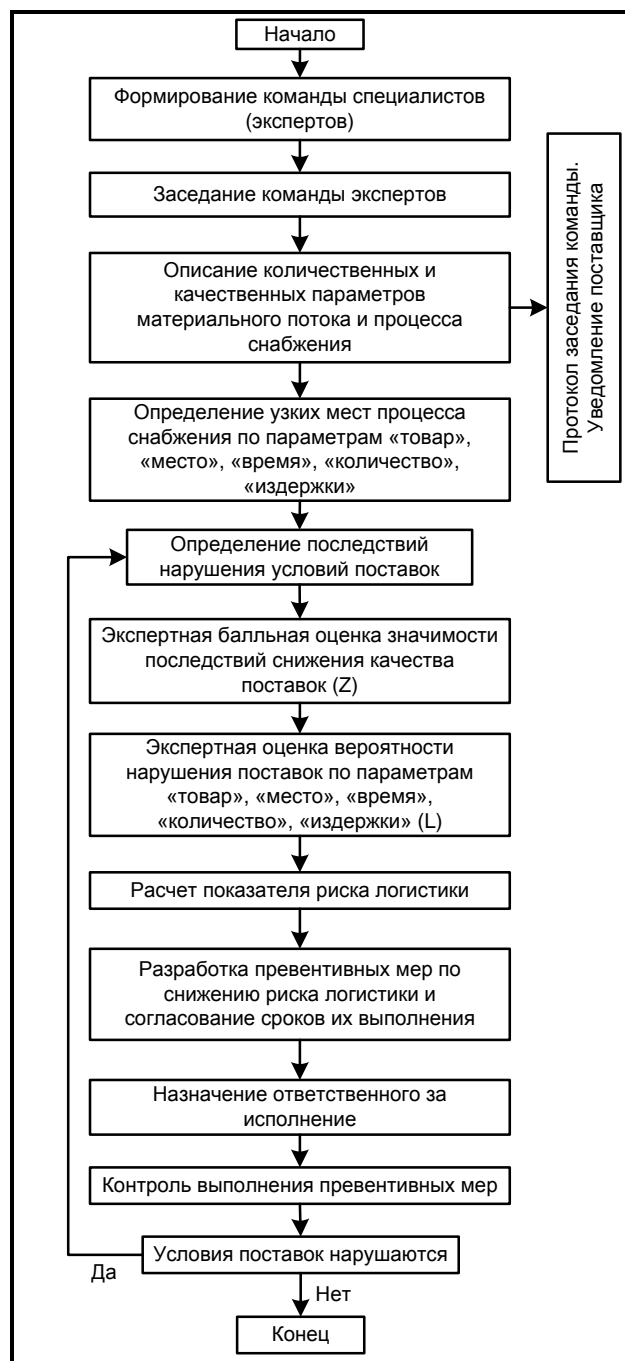 Начало
Формирование команды специалистов
(экспертов)
Заседание команды экспертов
Описание количественных и
качественных параметров
материального потока и процесса
снабжения
Протокол заседания команды.
Уведомление поставщика
Определение узких мест процесса
снабжения по параметрам «товар»,
«место», «время», «количество»,
«издержки»
Определение последствий
нарушения условий поставок
Экспертная балльная оценка значимости
последствий снижения качества
поставок (Z)
Экспертная оценка вероятности
нарушения поставок по параметрам
«товар», «место», «время»,
«количество», «издержки» (L)
Расчет показателя риска логистики
Разработка превентивных мер по
снижению риска логистики и
согласование сроков их выполнения
Назначение ответственного за
исполнение
Контроль выполнения превентивных мер
Условия поставок нарушаются
Да
Нет
Конец